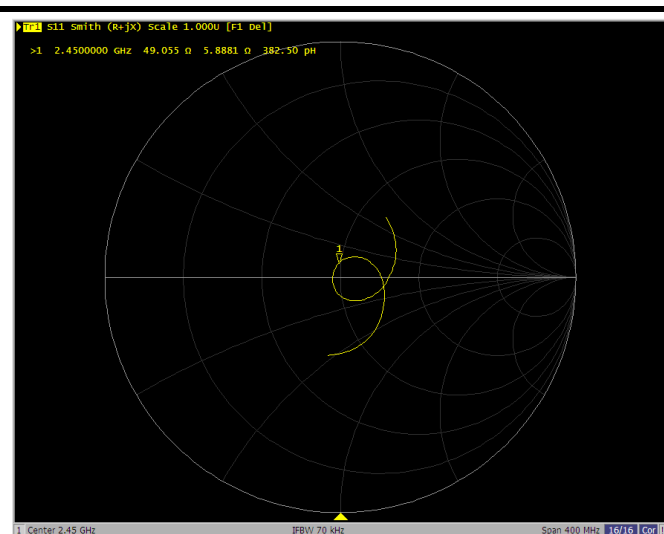 Tr1 S11 Smith (R+jX) Scale 1.000U [F1 Del]
>1 2.4500000 GHz 49.055 Ω 5.8881 Ω 382.50 pH
1
1 Center 2.45 GHz IFBW 70 kHz Span 400 MHz 16/16 Cor